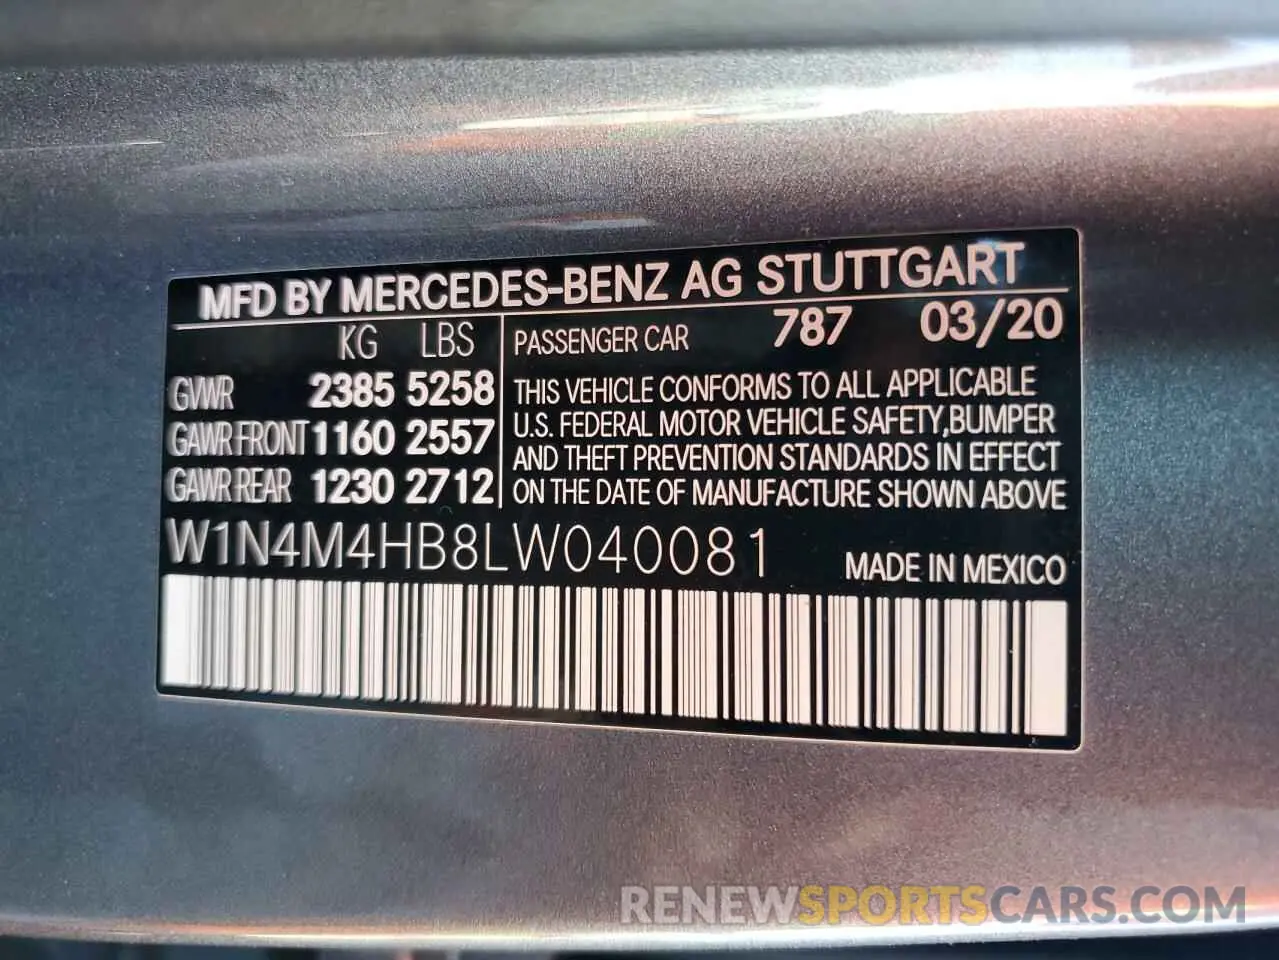 MFD BY MERCEDES-BENZ AG STUTTGART
KG LBS
GVWR 2385 5258
GAWR FRONT 1160 2557
GAWR REAR 1230 2712
PASSENGER CAR 787 03/20
THIS VEHICLE CONFORMS TO ALL APPLICABLE
U.S. FEDERAL MOTOR VEHICLE SAFETY,BUMPER
AND THEFT PREVENTION STANDARDS IN EFFECT
ON THE DATE OF MANUFACTURE SHOWN ABOVE
W1N4M4HB8LW040081
MADE IN MEXICO
RENEWSPORTSCARS.COM